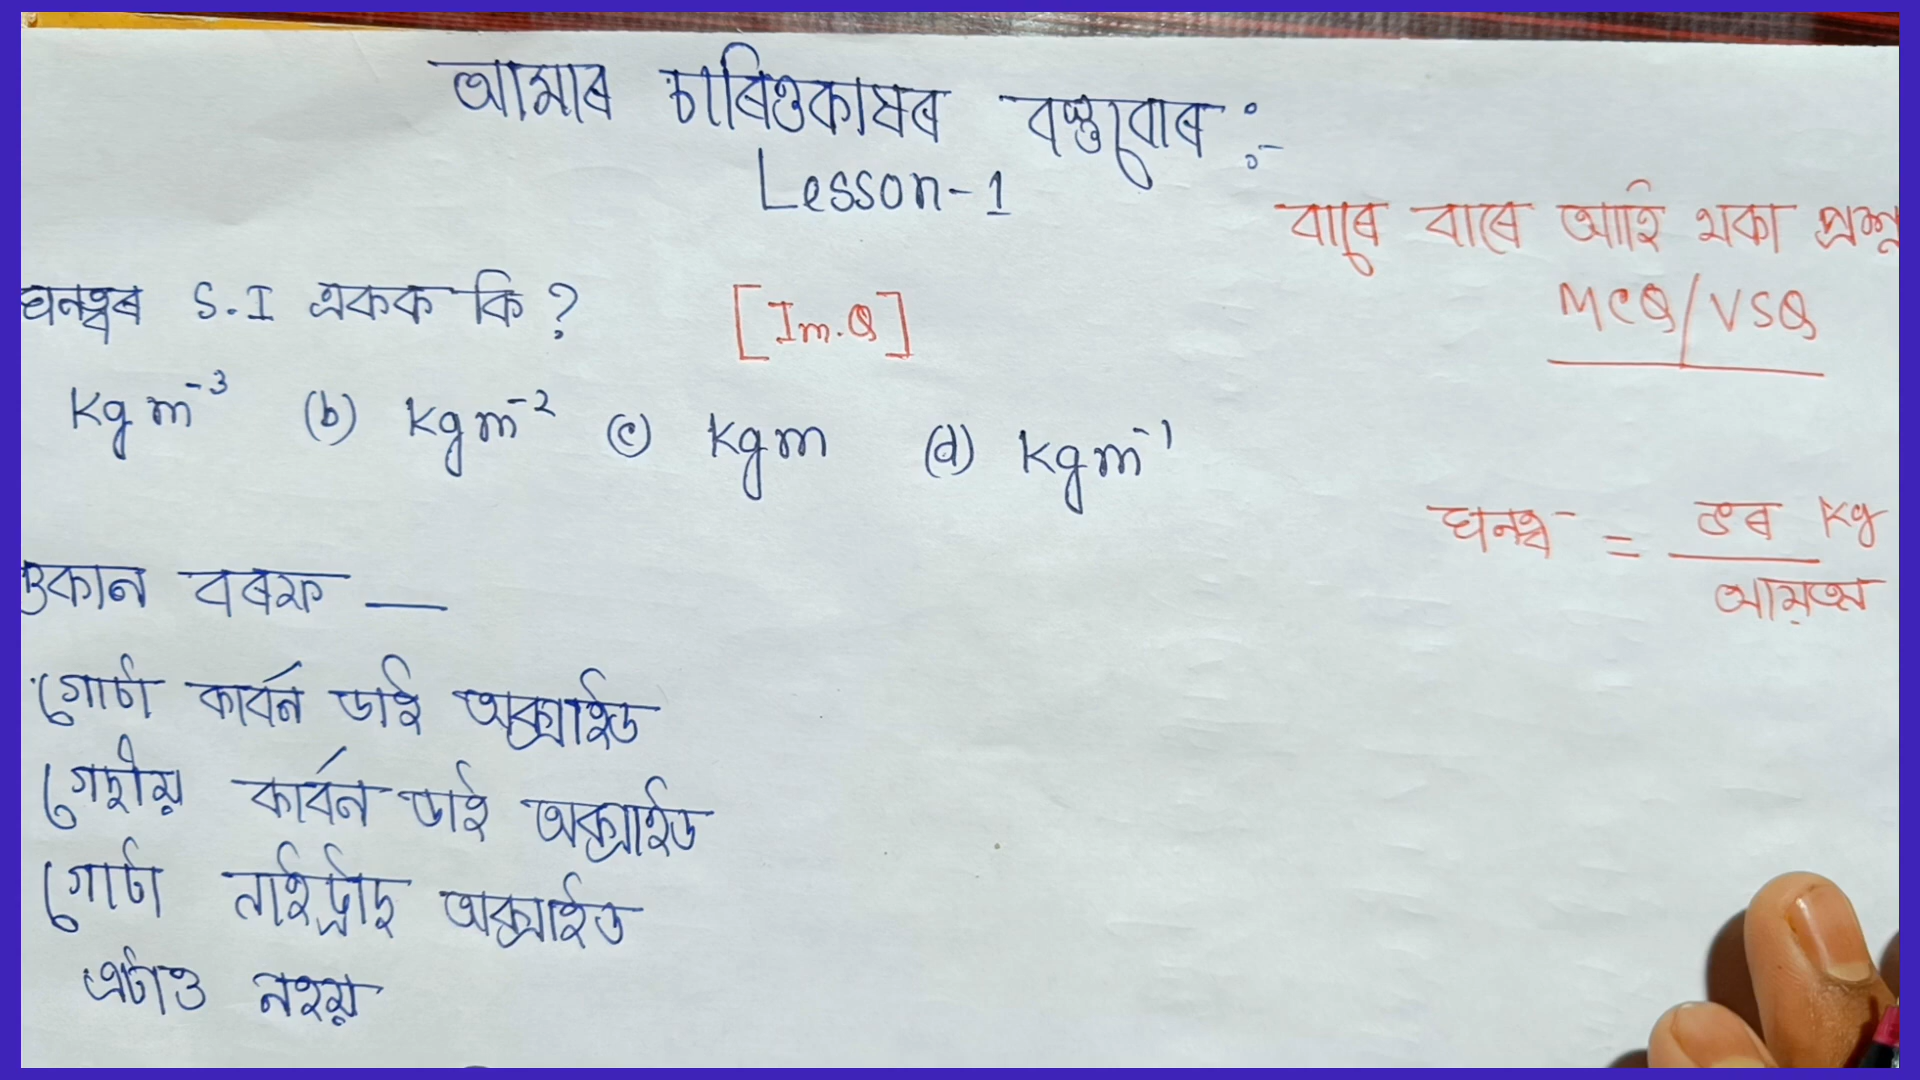 আমাৰ চাৰিওকাষৰ বস্তুবোৰ :-
Lesson-1
বাৰে বাৰে আহি থকা প্ৰশ্ন
MCQ/VSQ
ঘনত্বৰ S.I একক কি ? [Im.Q]
Kg m⁻³ (b) Kg m⁻² (c) Kg m (d) Kg m⁻¹
ঘনত্ব = ভৰ Kg
আয়তন
শুকান বৰফ —
গোটা কাৰ্বন ডাই অক্সাইড
গেছীয় কাৰ্বন ডাই অক্সাইড
গোটা নাইট্ৰাছ অক্সাইড
এটাও নহয়